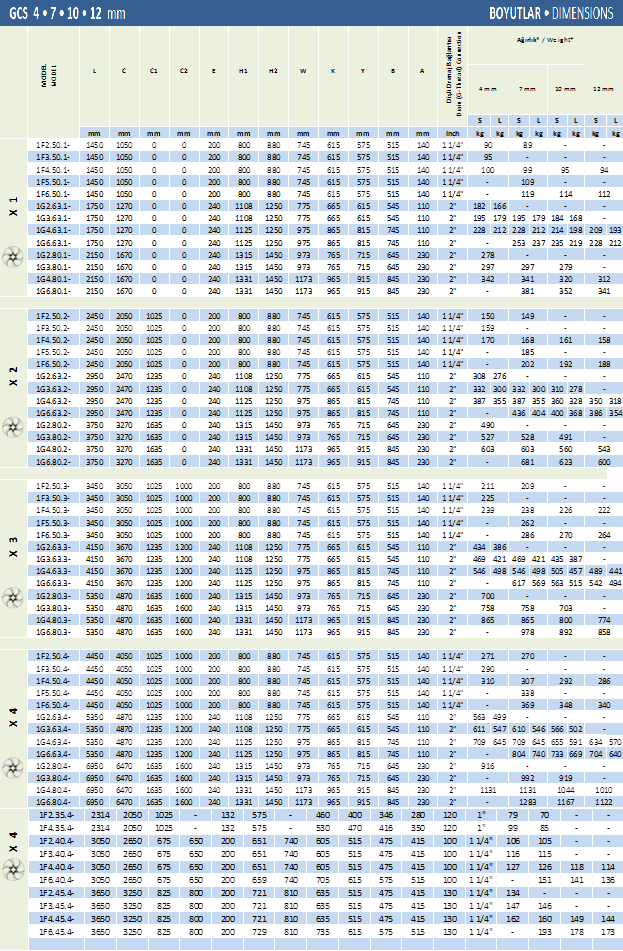 GCS 4 • 7 • 10 • 12 mm BOYUTLAR • DIMENSIONS
MODEL MODEL L C C1 C2 E H1 H2 W K Y B A Dişli Drenaj Bağlantısı Drain (G-Thread) Connection Ağırlık* / Weight*
4 mm 7 mm 10 mm 12 mm
S L S L S L S L
mm mm mm mm mm mm mm mm mm mm mm mm Inch kg kg kg kg kg kg kg kg
X 1
1F2.50.1- 1450 1050 0 0 200 800 880 745 615 575 515 140 1 1/4" 90 89 - -
1F3.50.1- 1450 1050 0 0 200 800 880 745 615 575 515 140 1 1/4" 95 - - -
1F4.50.1- 1450 1050 0 0 200 800 880 745 615 575 515 140 1 1/4" 100 99 95 94
1F5.50.1- 1450 1050 0 0 200 800 880 745 615 575 515 140 1 1/4" - 109 - -
1F6.50.1- 1450 1050 0 0 200 800 880 745 615 575 515 140 1 1/4" - 119 114 112
1G2.63.1- 1750 1270 0 0 240 1108 1250 775 665 615 545 110 2" 182 166 - - -
1G3.63.1- 1750 1270 0 0 240 1108 1250 775 665 615 545 110 2" 195 179 195 179 184 168 -
1G4.63.1- 1750 1270 0 0 240 1125 1250 975 865 815 745 110 2" 228 212 228 212 214 198 209 193
1G6.63.1- 1750 1270 0 0 240 1125 1250 975 865 815 745 110 2" - 253 237 235 219 228 212
1G2.80.1- 2150 1670 0 0 240 1315 1450 973 765 715 645 230 2" 278 - - -
1G3.80.1- 2150 1670 0 0 240 1315 1450 973 765 715 645 230 2" 297 297 279 -
1G4.80.1- 2150 1670 0 0 240 1331 1450 1173 965 915 845 230 2" 342 341 320 312
1G6.80.1- 2150 1670 0 0 240 1331 1450 1173 965 915 845 230 2" - 381 352 341
X 2
1F2.50.2- 2450 2050 1025 0 200 800 880 745 615 575 515 140 1 1/4" 150 149 - -
1F3.50.2- 2450 2050 1025 0 200 800 880 745 615 575 515 140 1 1/4" 159 - - -
1F4.50.2- 2450 2050 1025 0 200 800 880 745 615 575 515 140 1 1/4" 170 168 161 158
1F5.50.2- 2450 2050 1025 0 200 800 880 745 615 575 515 140 1 1/4" - 185 - -
1F6.50.2- 2450 2050 1025 0 200 800 880 745 615 575 515 140 1 1/4" - 202 192 188
1G2.63.2- 2950 2470 1235 0 240 1108 1250 775 665 615 545 110 2" 308 276 - - -
1G3.63.2- 2950 2470 1235 0 240 1108 1250 775 665 615 545 110 2" 332 300 332 300 310 278 -
1G4.63.2- 2950 2470 1235 0 240 1125 1250 975 865 815 745 110 2" 387 355 387 355 360 328 350 318
1G6.63.2- 2950 2470 1235 0 240 1125 1250 975 865 815 745 110 2" - 436 404 400 368 386 354
1G2.80.2- 3750 3270 1635 0 240 1315 1450 973 765 715 645 230 2" 490 - - -
1G3.80.2- 3750 3270 1635 0 240 1315 1450 973 765 715 645 230 2" 527 528 491 -
1G4.80.2- 3750 3270 1635 0 240 1331 1450 1173 965 915 845 230 2" 603 603 560 543
1G6.80.2- 3750 3270 1635 0 240 1331 1450 1173 965 915 845 230 2" - 681 623 600
X 3
1F2.50.3- 3450 3050 1025 1000 200 800 880 745 615 575 515 140 1 1/4" 211 209 - -
1F3.50.3- 3450 3050 1025 1000 200 800 880 745 615 575 515 140 1 1/4" 225 - - -
1F4.50.3- 3450 3050 1025 1000 200 800 880 745 615 575 515 140 1 1/4" 239 238 226 222
1F5.50.3- 3450 3050 1025 1000 200 800 880 745 615 575 515 140 1 1/4" - 262 - -
1F6.50.3- 3450 3050 1025 1000 200 800 880 745 615 575 515 140 1 1/4" - 286 270 264
1G2.63.3- 4150 3670 1235 1200 240 1108 1250 775 665 615 545 110 2" 434 386 - - -
1G3.63.3- 4150 3670 1235 1200 240 1108 1250 775 665 615 545 110 2" 469 421 469 421 435 387 -
1G4.63.3- 4150 3670 1235 1200 240 1125 1250 975 865 815 745 110 2" 546 498 546 498 505 457 489 441
1G6.63.3- 4150 3670 1235 1200 240 1125 1250 975 865 815 745 110 2" - 617 569 563 515 542 494
1G2.80.3- 5350 4870 1635 1600 240 1315 1450 973 765 715 645 230 2" 700 - - -
1G3.80.3- 5350 4870 1635 1600 240 1315 1450 973 765 715 645 230 2" 758 758 703 -
1G4.80.3- 5350 4870 1635 1600 240 1331 1450 1173 965 915 845 230 2" 865 865 800 774
1G6.80.3- 5350 4870 1635 1600 240 1331 1450 1173 965 915 845 230 2" - 978 892 858
X 4
1F2.50.4- 4450 4050 1025 1000 200 800 880 745 615 575 515 140 1 1/4" 271 270 - -
1F3.50.4- 4450 4050 1025 1000 200 800 880 745 615 575 515 140 1 1/4" 290 - - -
1F4.50.4- 4450 4050 1025 1000 200 800 880 745 615 575 515 140 1 1/4" 310 307 292 286
1F5.50.4- 4450 4050 1025 1000 200 800 880 745 615 575 515 140 1 1/4" - 338 - -
1F6.50.4- 4450 4050 1025 1000 200 800 880 745 615 575 515 140 1 1/4" - 369 348 340
1G2.63.4- 5350 4870 1235 1200 240 1108 1250 775 665 615 545 110 2" 563 499 - - -
1G3.63.4- 5350 4870 1235 1200 240 1108 1250 775 665 615 545 110 2" 611 547 610 546 566 502 -
1G4.63.4- 5350 4870 1235 1200 240 1125 1250 975 865 815 745 110 2" 709 645 709 645 655 591 634 570
1G6.63.4- 5350 4870 1235 1200 240 1125 1250 975 865 815 745 110 2" - 804 740 733 669 704 640
1G2.80.4- 6950 6470 1635 1600 240 1315 1450 973 765 715 645 230 2" 916 - - -
1G3.80.4- 6950 6470 1635 1600 240 1315 1450 973 765 715 645 230 2" - 992 919 -
1G4.80.4- 6950 6470 1635 1600 240 1331 1450 1173 965 915 845 230 2" 1131 1131 1044 1010
1G6.80.4- 6950 6470 1635 1600 240 1331 1450 1173 965 915 845 230 2" - 1283 1167 1122
X 4
1F2.35.4- 2314 2050 1025 - 132 575 - 460 400 346 280 120 1" 79 70 - -
1F4.35.4- 2314 2050 1025 - 132 575 - 530 470 416 350 120 1" 99 85 - -
1F2.40.4- 3050 2650 675 650 200 651 740 605 515 475 415 100 1 1/4" 106 105 - -
1F3.40.4- 3050 2650 675 650 200 651 740 605 515 475 415 100 1 1/4" 116 115 - -
1F4.40.4- 3050 2650 675 650 200 651 740 605 515 475 415 100 1 1/4" 127 126 118 114
1F6.40.4- 3050 2650 675 650 200 659 740 705 615 575 515 100 1 1/4" - 151 141 136
1F2.45.4- 3650 3250 825 800 200 721 810 635 515 475 415 130 1 1/4" 134 - - -
1F3.45.4- 3650 3250 825 800 200 721 810 635 515 475 415 130 1 1/4" 147 146 - -
1F4.45.4- 3650 3250 825 800 200 721 810 635 515 475 415 130 1 1/4" 162 160 149 144
1F6.45.4- 3650 3250 825 800 200 729 810 735 615 575 515 130 1 1/4" - 193 178 173